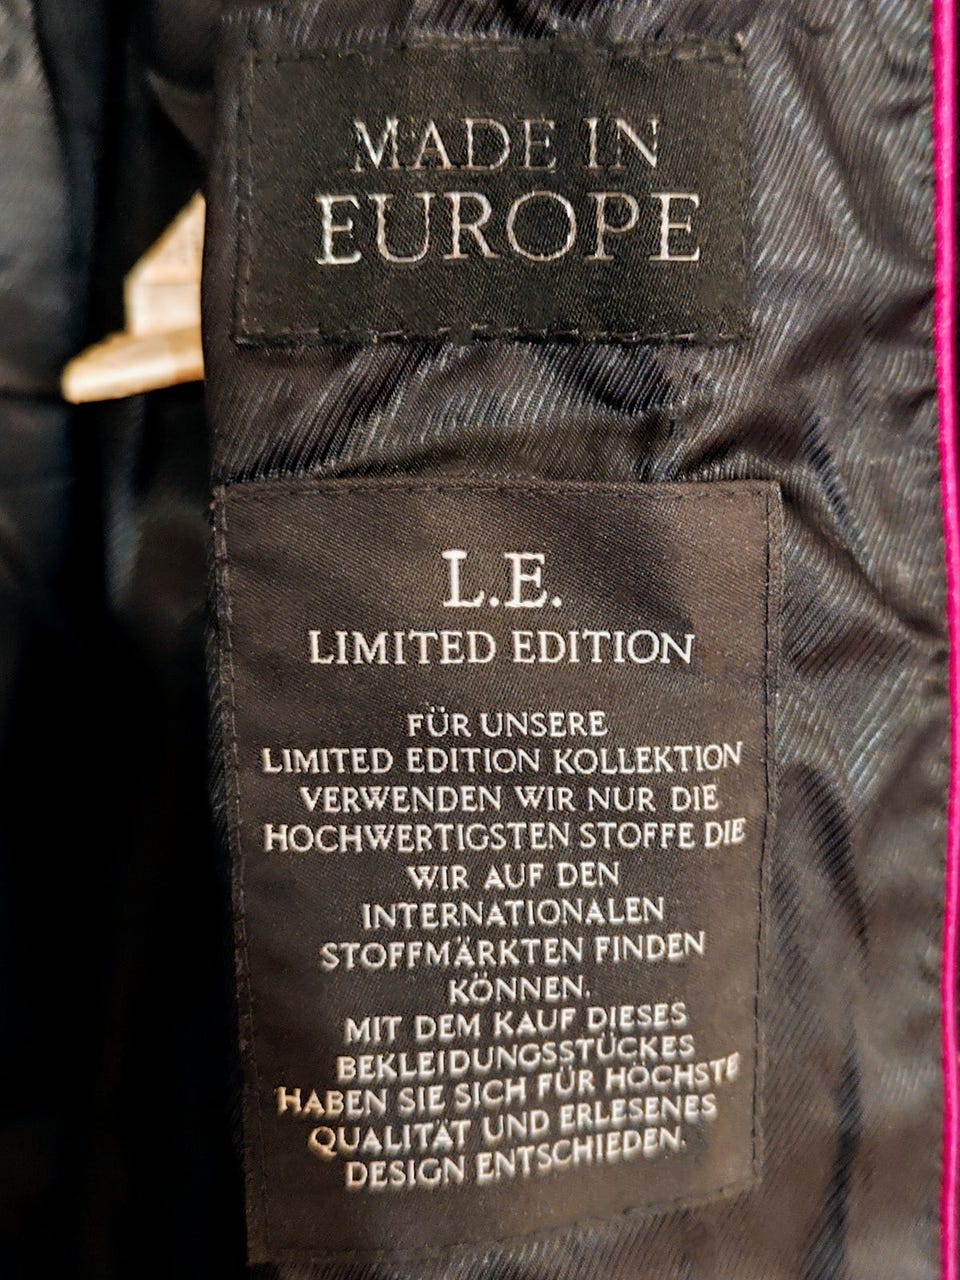 MADE IN
EUROPE
L.E.
LIMITED EDITION
FÜR UNSERE
LIMITED EDITION KOLLEKTION
VERWENDEN WIR NUR DIE
HOCHWERTIGSTEN STOFFE DIE
WIR AUF DEN
INTERNATIONALEN
STOFFMÄRKTEN FINDEN
KÖNNEN.
MIT DEM KAUF DIESES
BEKLEIDUNGSSTÜCKES
HABEN SIE SICH FÜR HÖCHSTE
QUALITÄT UND ERLESENES
DESIGN ENTSCHIEDEN.